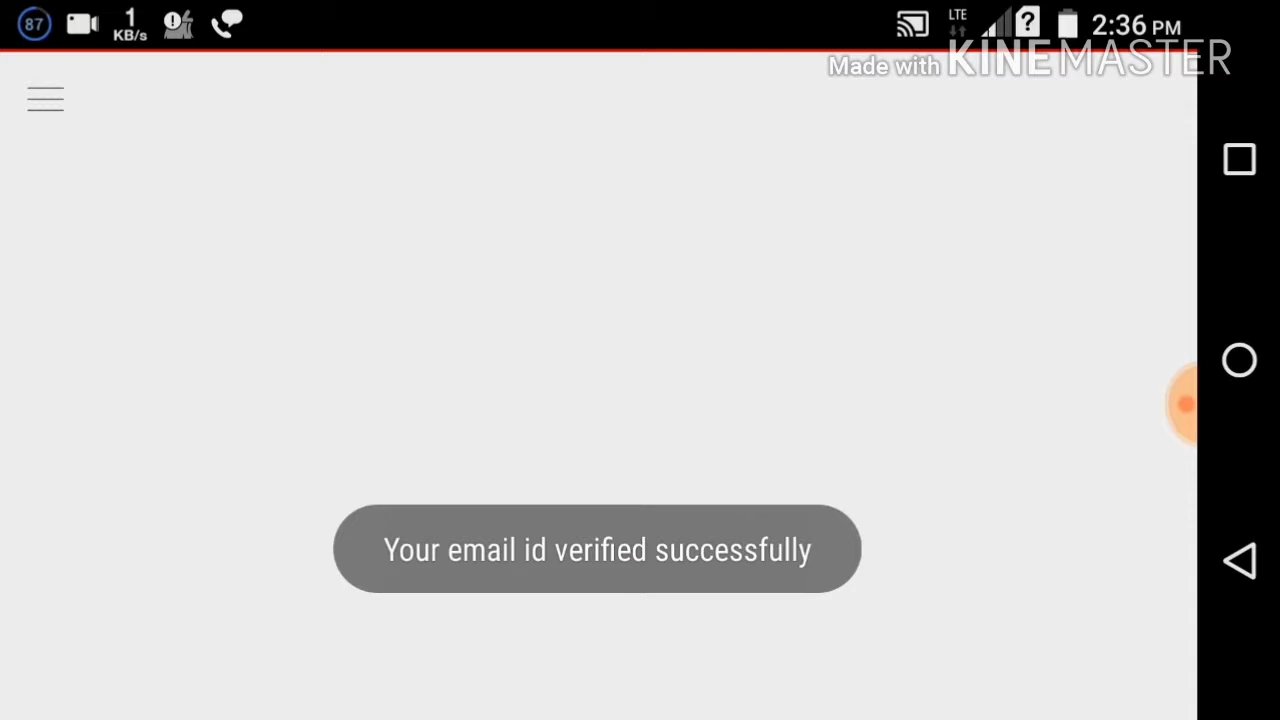 87
1
KB/s
LTE
2:36 PM
Made with KINEMASTER
Your email id verified successfully